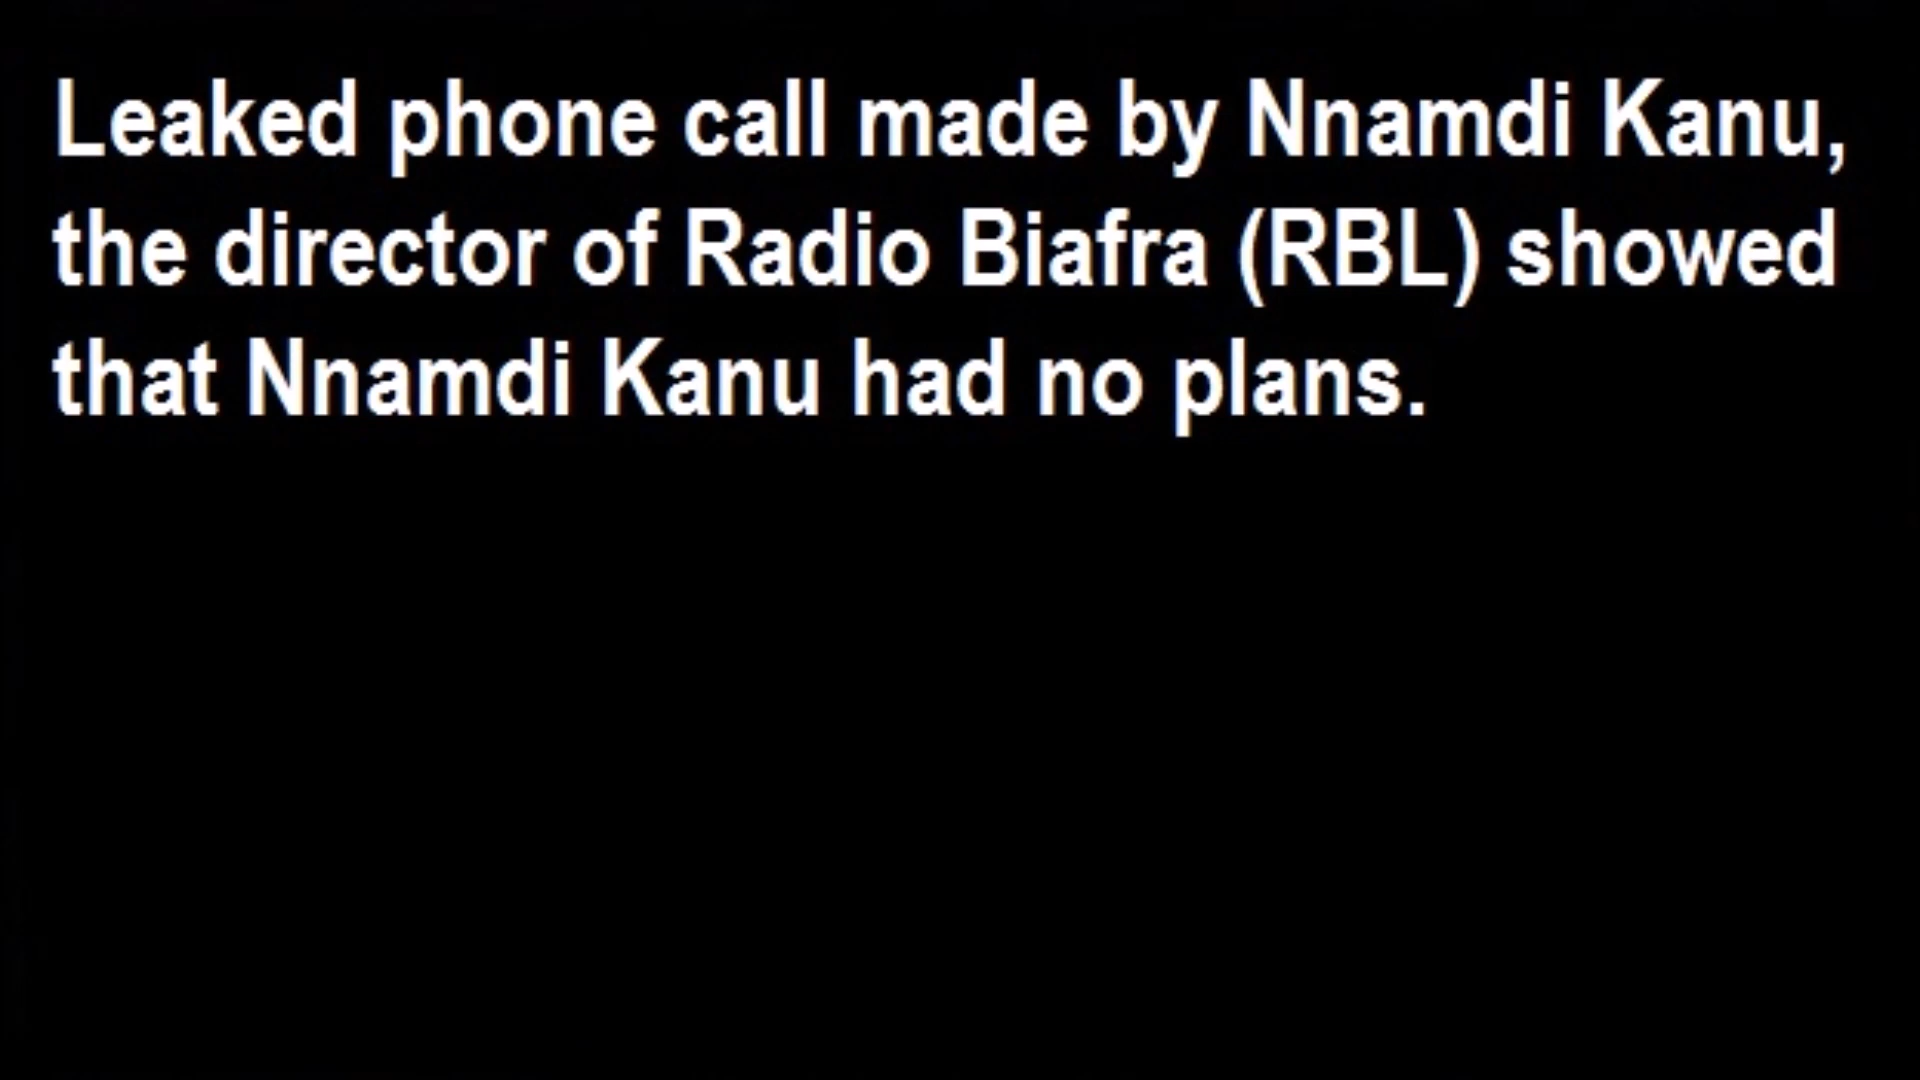 Leaked phone call made by Nnamdi Kanu,
the director of Radio Biafra (RBL) showed
that Nnamdi Kanu had no plans.